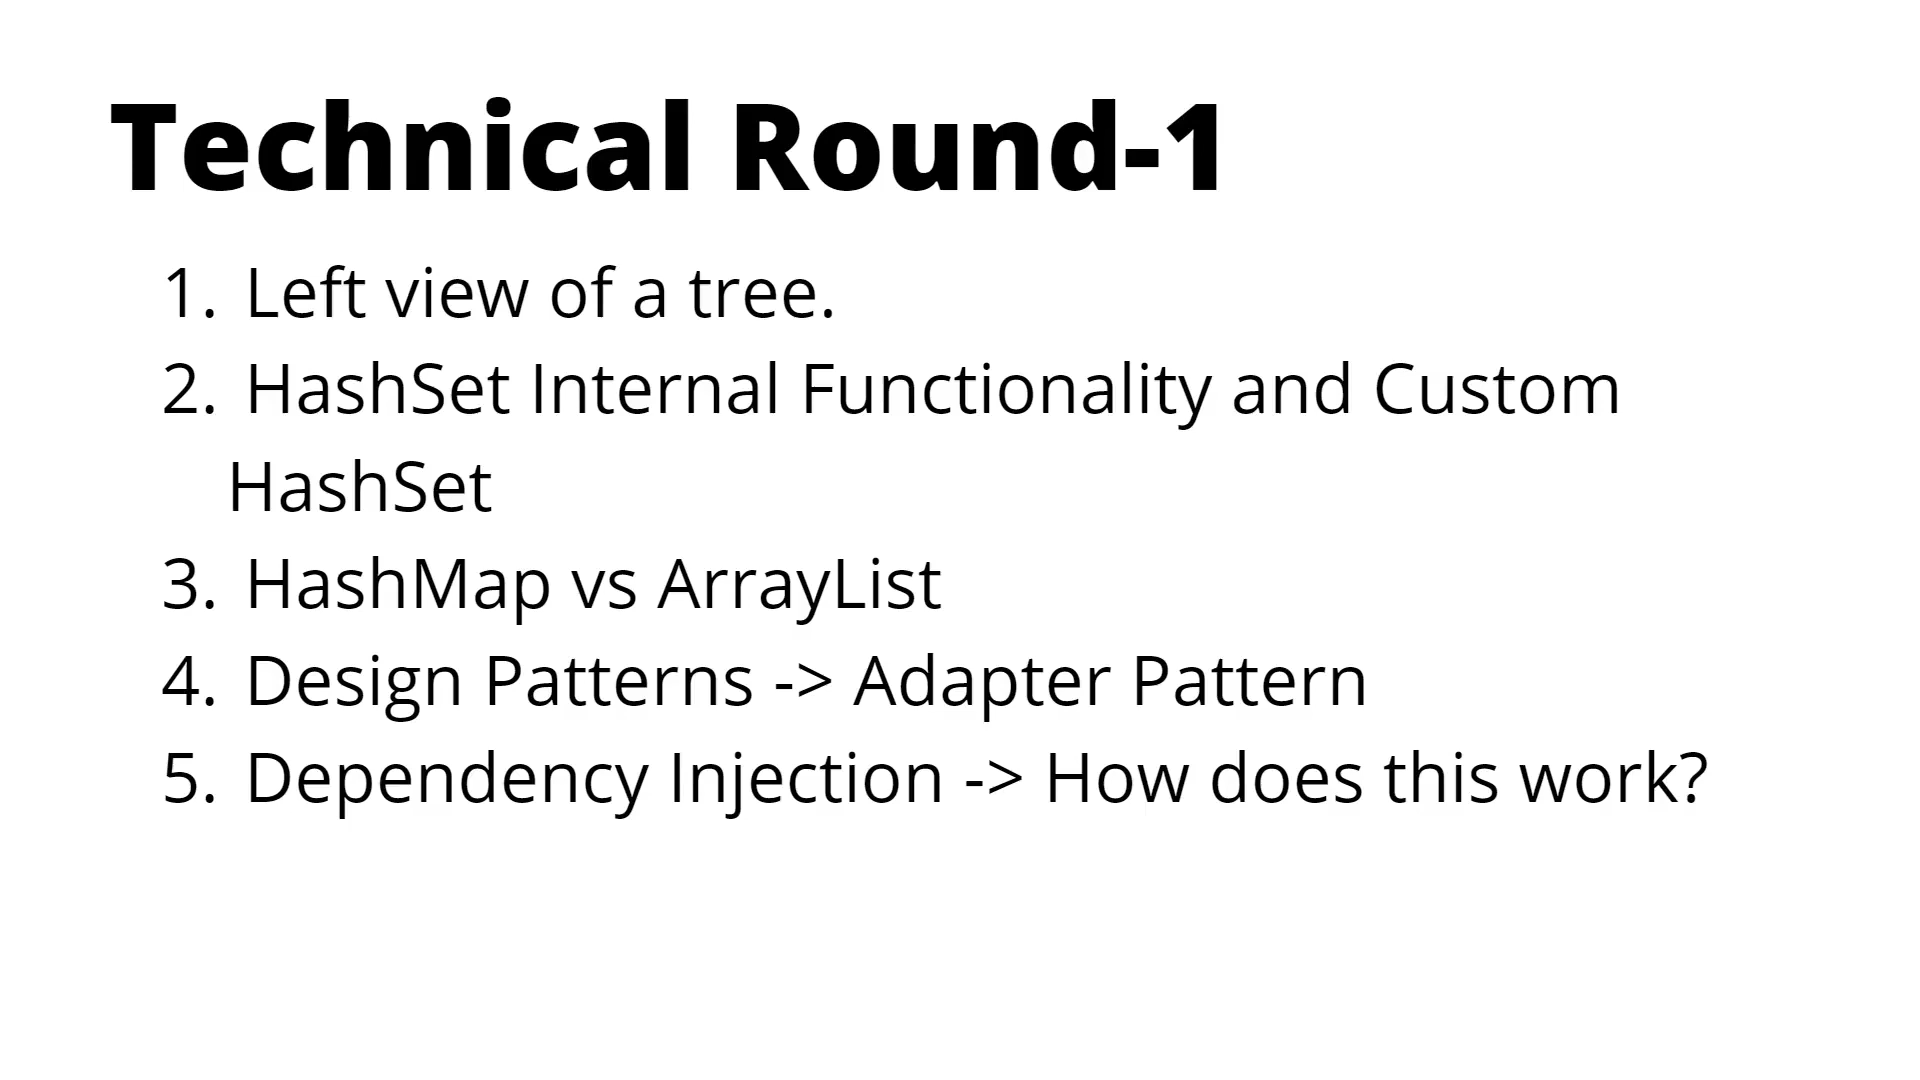 Technical Round-1
1. Left view of a tree.
2. HashSet Internal Functionality and Custom
HashSet
3. HashMap vs ArrayList
4. Design Patterns -> Adapter Pattern
5. Dependency Injection -> How does this work?